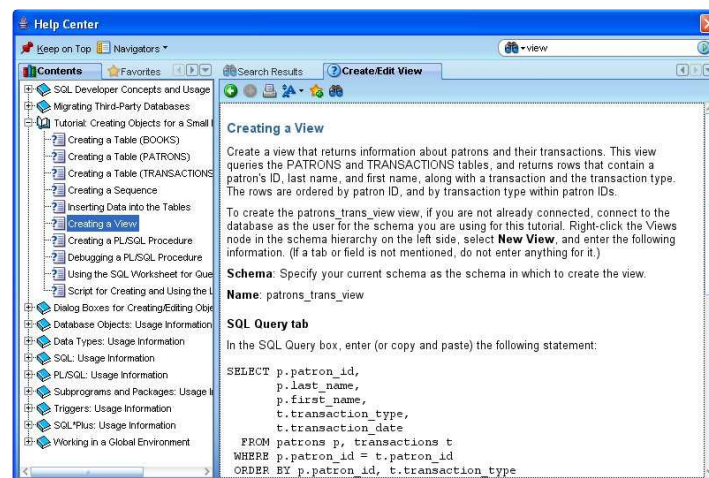 Help Center
Keep on Top Navigators
view
Contents
Favorites
Search Results
Create/Edit View
SQL Developer Concepts and Usage
Migrating Third-Party Databases
Tutorial: Creating Objects for a Small
Creating a Table (BOOKS)
Creating a Table (PATRONS)
Creating a Table (TRANSACTIONS
Creating a Sequence
Inserting Data into the Tables
Creating a View
Creating a PL/SQL Procedure
Debugging a PL/SQL Procedure
Using the SQL Worksheet for Que
Script for Creating and Using the L
Dialog Boxes for Creating/Editing Obje
Database Objects: Usage Information
Data Types: Usage Information
SQL: Usage Information
PL/SQL: Usage Information
Subprograms and Packages: Usage I
Triggers: Usage Information
SQL*Plus: Usage Information
Working in a Global Environment
Creating a View
Create a view that returns information about patrons and their transactions. This view
queries the PATRONS and TRANSACTIONS tables, and returns rows that contain a
patron's ID, last name, and first name, along with a transaction and the transaction type.
The rows are ordered by patron ID, and by transaction type within patron IDs.
To create the patrons_trans_view view, if you are not already connected, connect to the
database as the user for the schema you are using for this tutorial. Right-click the Views
node in the schema hierarchy on the left side, select New View, and enter the following
information. (If a tab or field is not mentioned, do not enter anything for it.)
Schema: Specify your current schema as the schema in which to create the view.
Name: patrons_trans_view
SQL Query tab
In the SQL Query box, enter (or copy and paste) the following statement:
SELECT p.patron_id,
p.last_name,
p.first_name,
t.transaction_type,
t.transaction_date
FROM patrons p, transactions t
WHERE p.patron_id = t.patron_id
ORDER BY p.patron_id, t.transaction_type